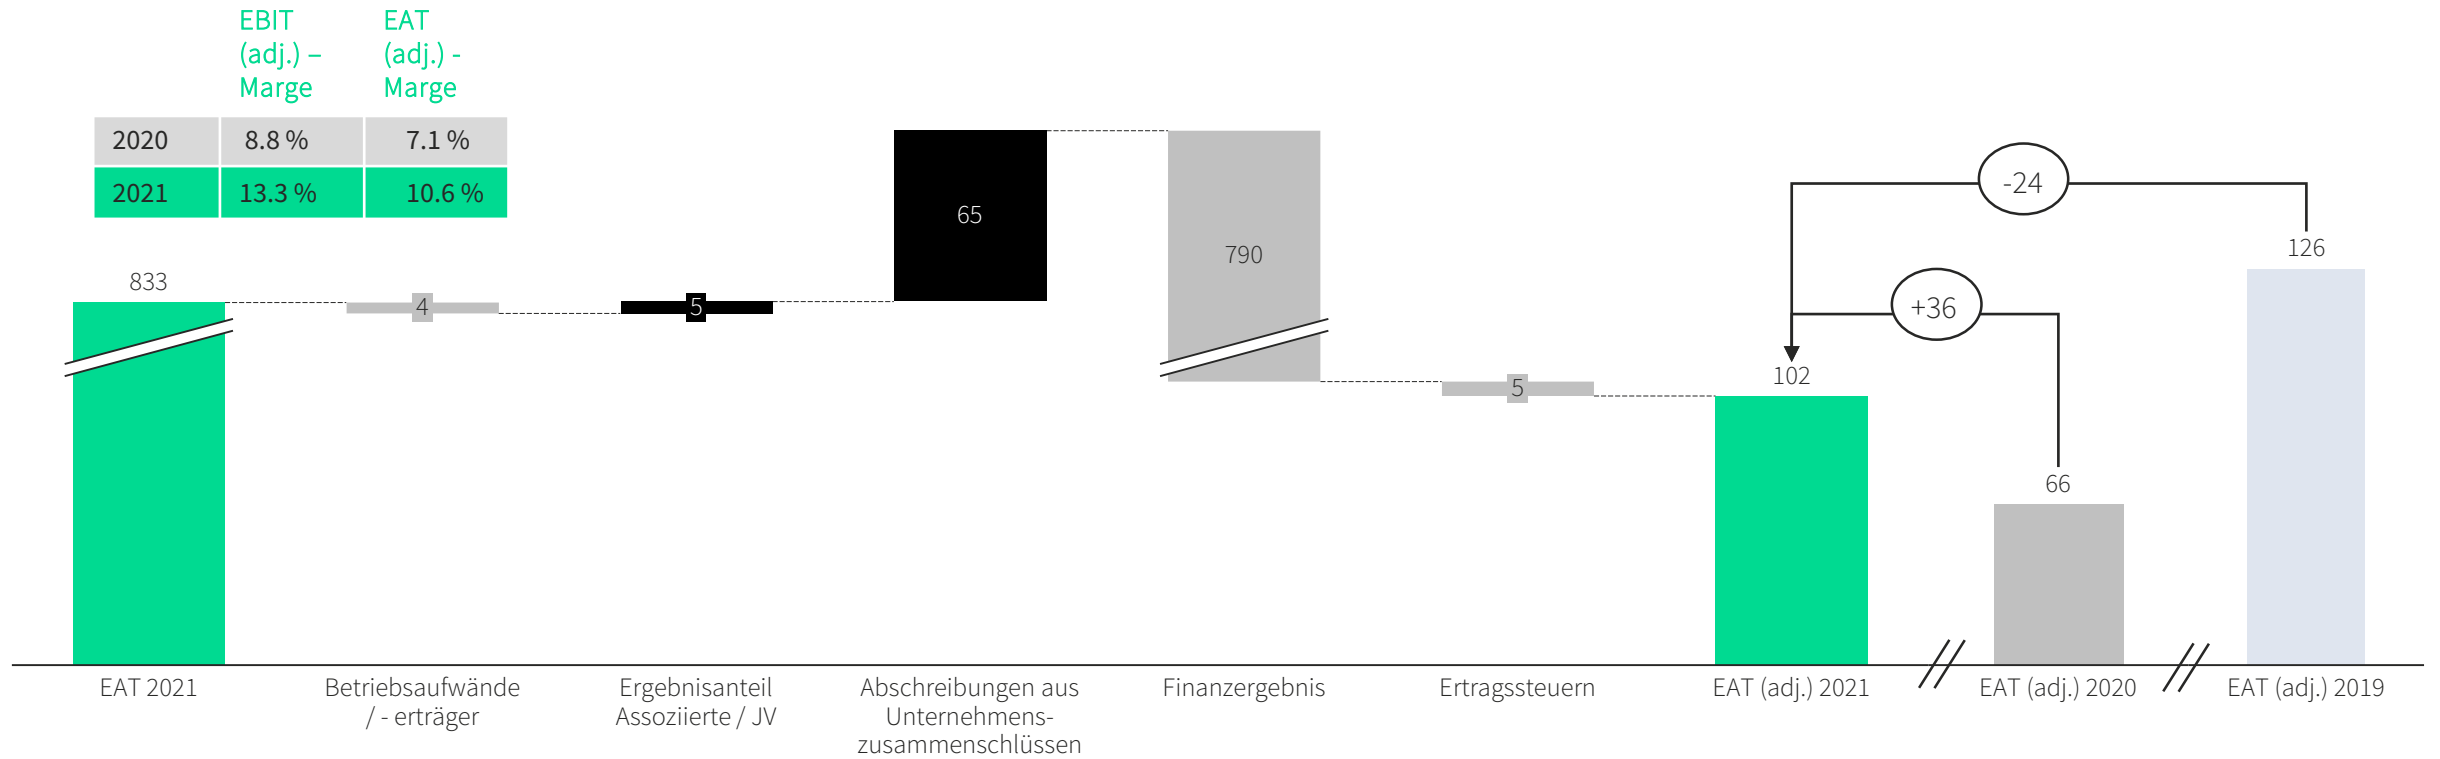 EBIT
(adj.) –
Marge
EAT
(adj.) -
Marge
2020 8.8 % 7.1 %
2021 13.3 % 10.6 %
833
4
5
65
790
5
102
66
126
-24
+36
EAT 2021
Betriebsaufwände
/ - erträger
Ergebnisanteil
Assoziierte / JV
Abschreibungen aus
Unternehmens-
zusammenschlüssen
Finanzergebnis
Ertragssteuern
EAT (adj.) 2021
EAT (adj.) 2020
EAT (adj.) 2019